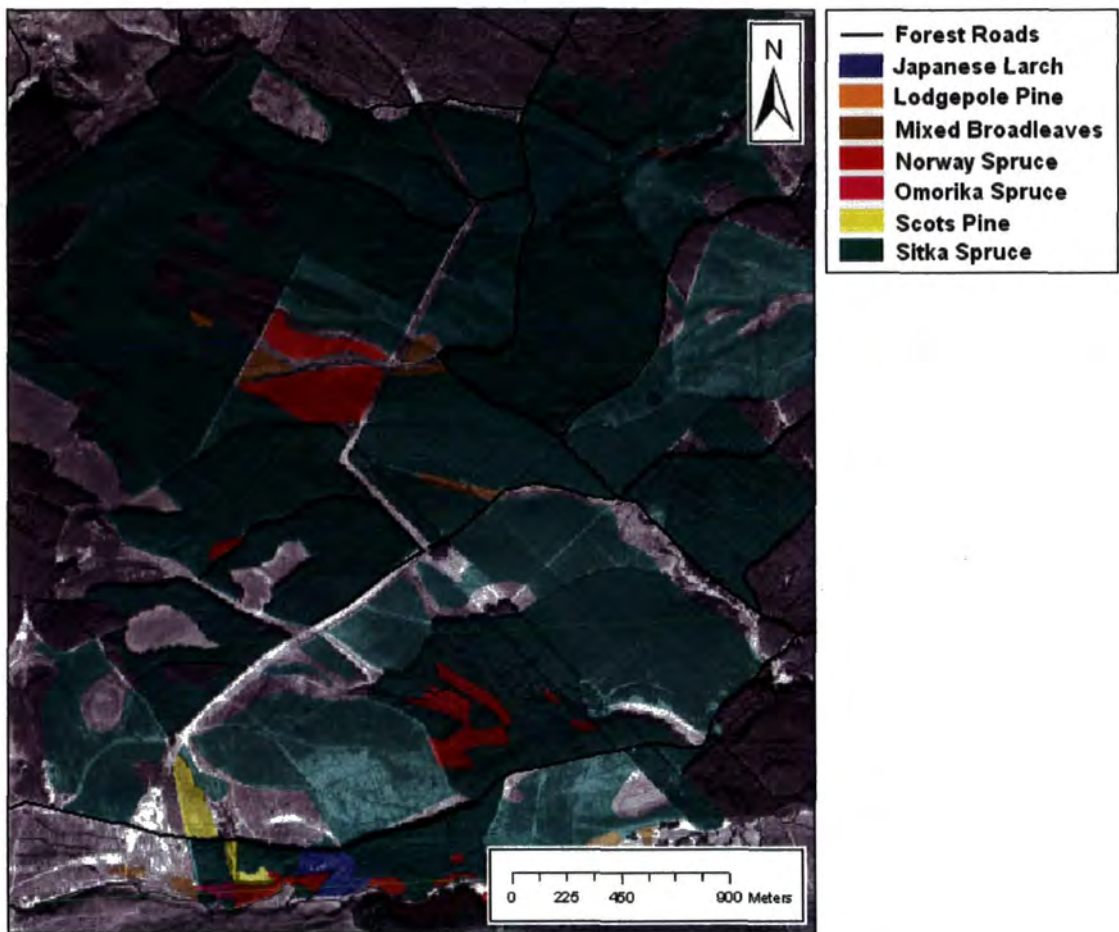 N
Forest Roads
Japanese Larch
Lodgepole Pine
Mixed Broadleaves
Norway Spruce
Omorika Spruce
Scots Pine
Sitka Spruce
0 225 450 900 Meters